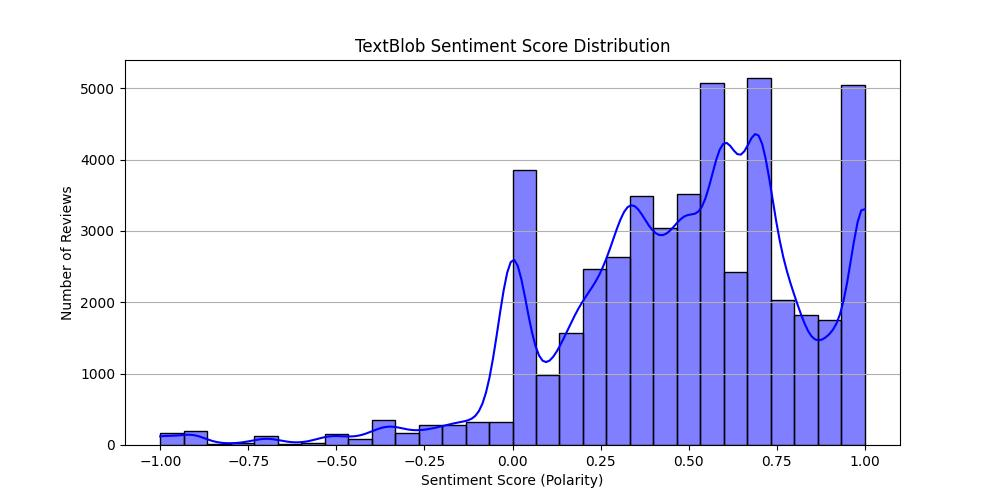 TextBlob Sentiment Score Distribution
Number of Reviews
5000
4000
3000
2000
1000
0
−1.00 −0.75 −0.50 −0.25 0.00 0.25 0.50 0.75 1.00
Sentiment Score (Polarity)